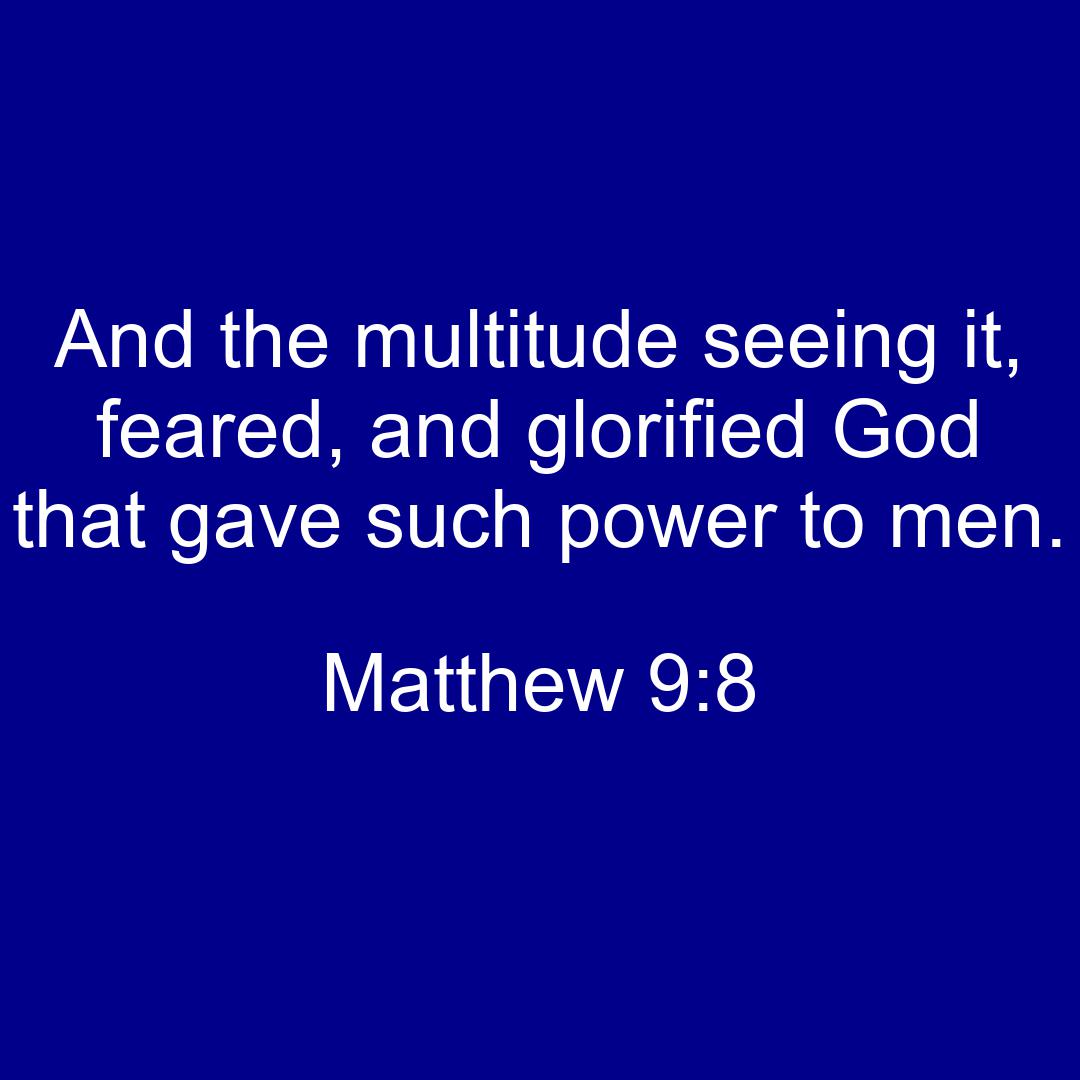 And the multitude seeing it,
feared, and glorified God
that gave such power to men.
Matthew 9:8